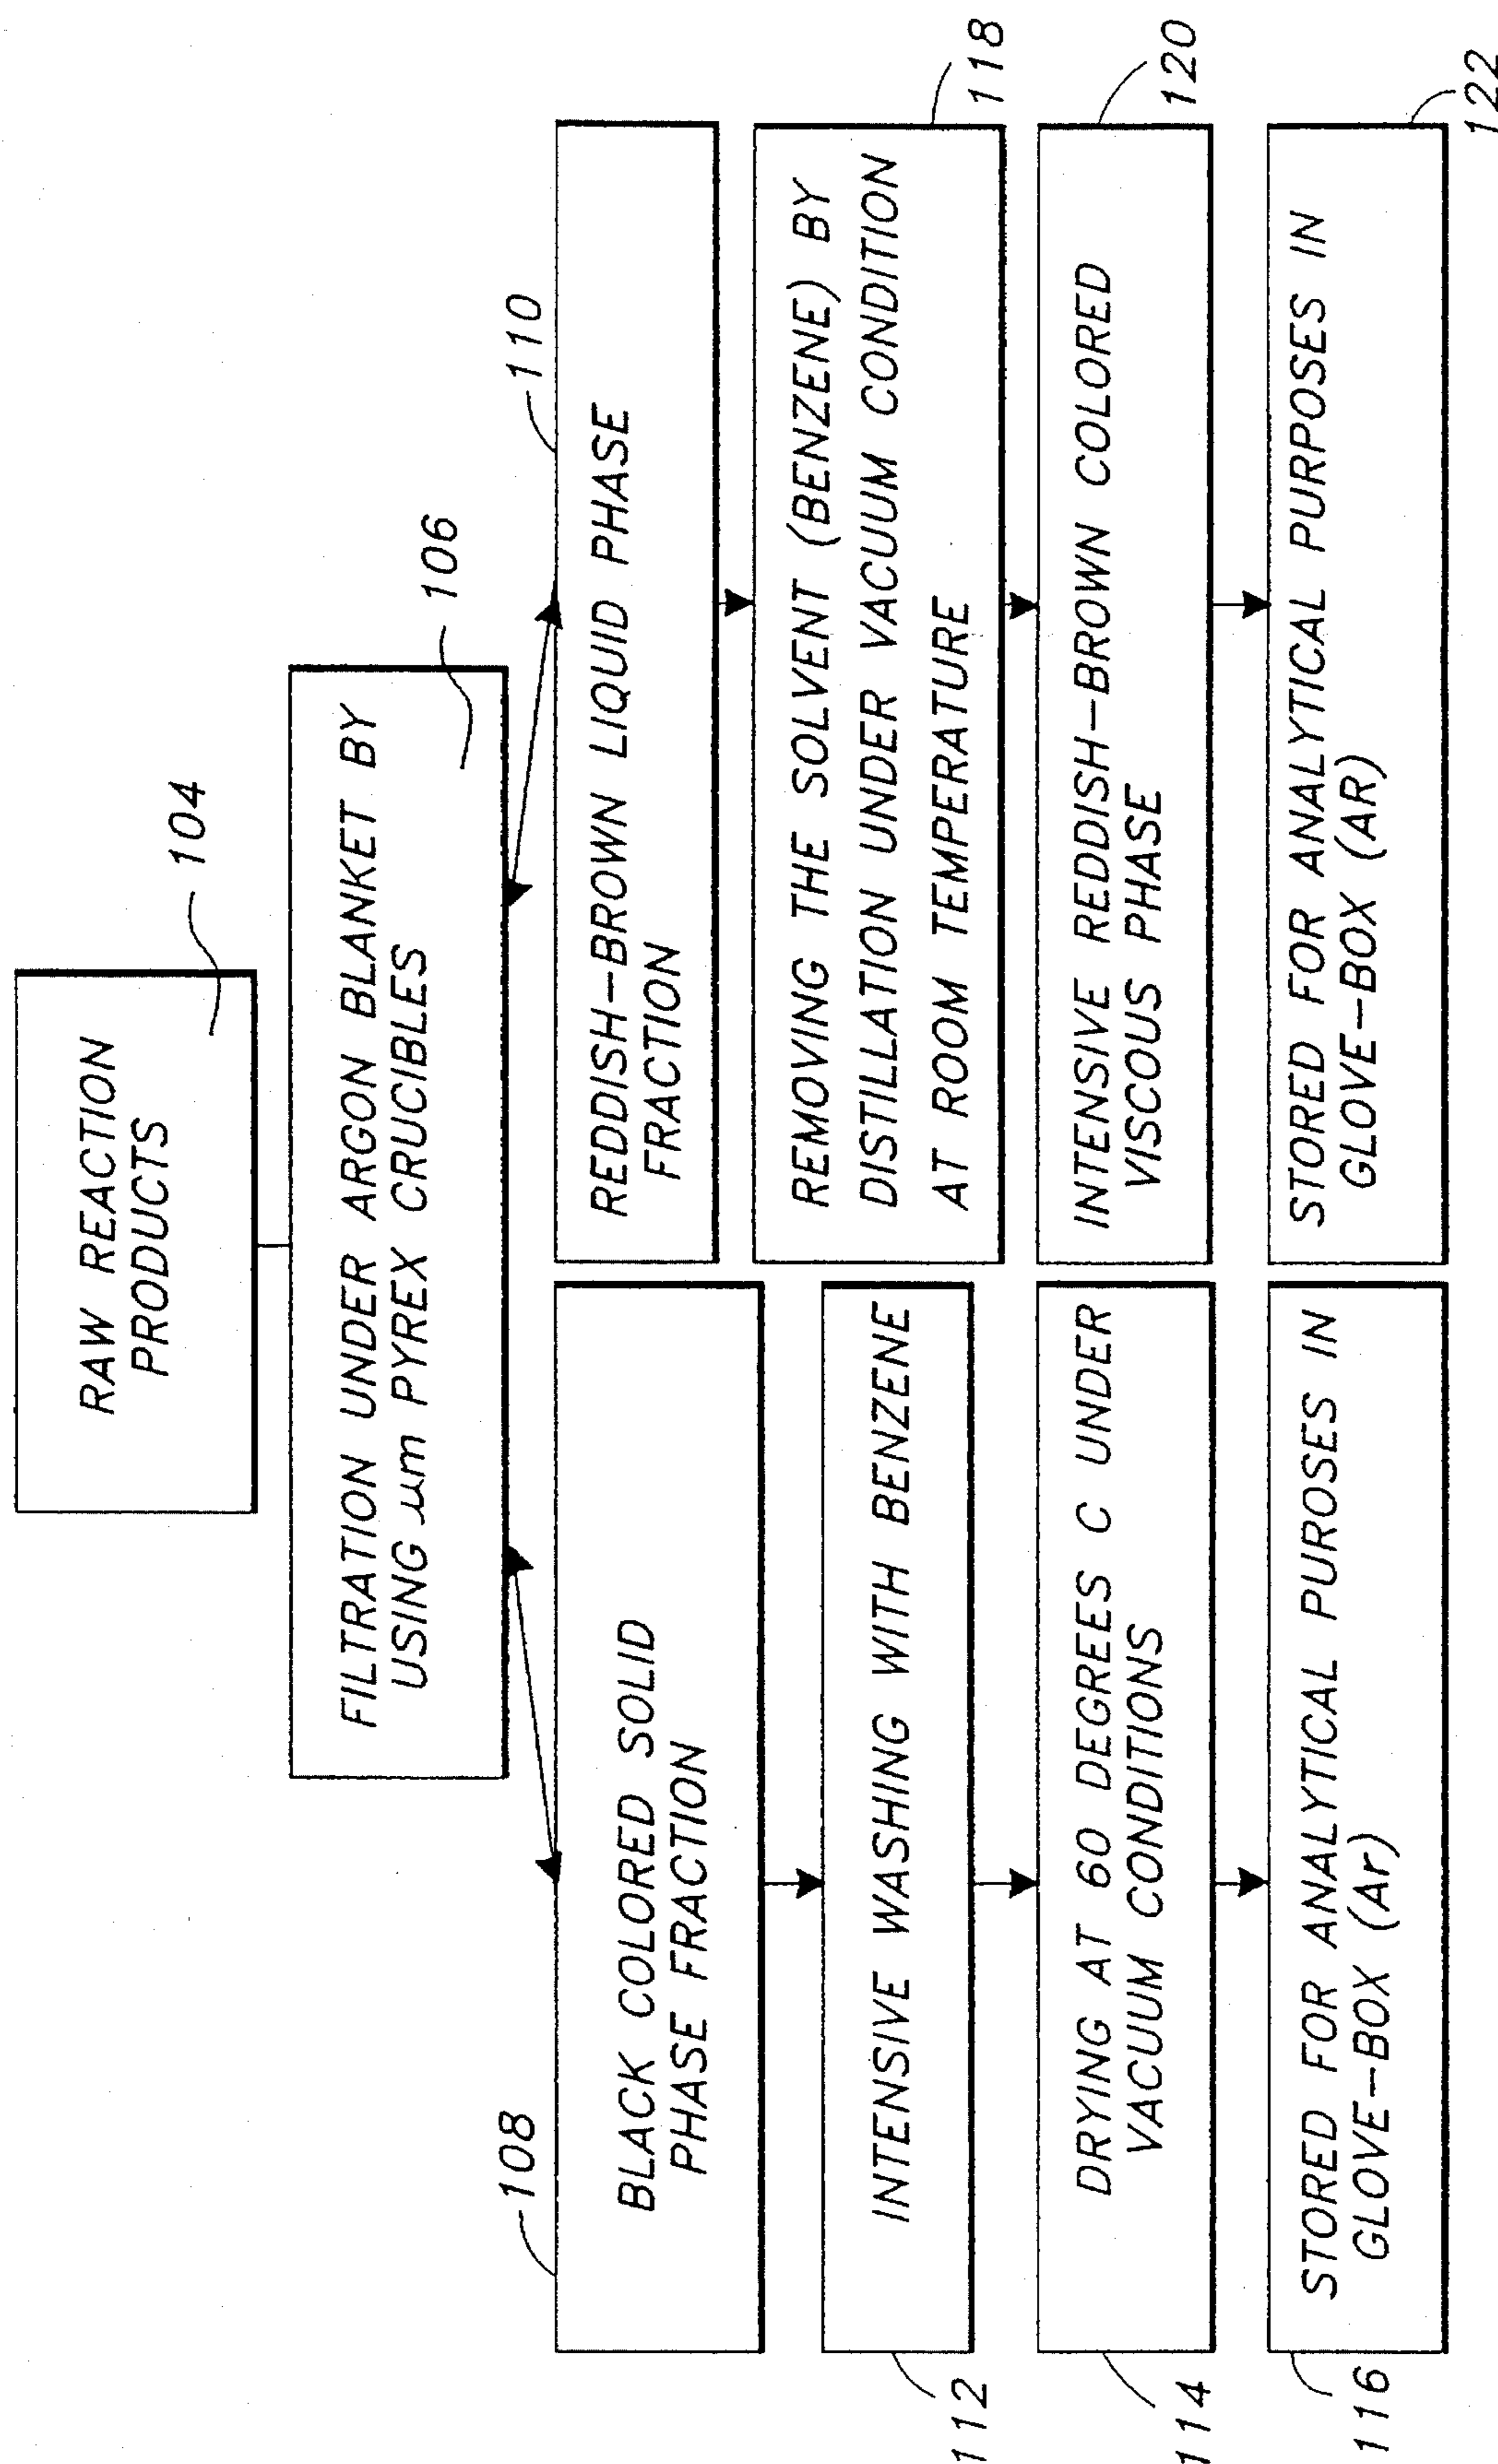 RAW REACTION
PRODUCTS
104
FILTRATION UNDER ARGON BLANKET BY
USING µm PYREX CRUCIBLES
106
108
BLACK COLORED SOLID
PHASE FRACTION
110
REDDISH-BROWN LIQUID PHASE
FRACTION
INTENSIVE WASHING WITH BENZENE
112
REMOVING THE SOLVENT (BENZENE) BY
DISTILLATION UNDER VACUUM CONDITION
AT ROOM TEMPERATURE
118
DRYING AT 60 DEGREES C UNDER
VACUUM CONDITIONS
114
INTENSIVE REDDISH-BROWN COLORED
VISCOUS PHASE
120
STORED FOR ANALYTICAL PUROSES IN
GLOVE-BOX (Ar)
116
STORED FOR ANALYTICAL PURPOSES IN
GLOVE-BOX (AR)
122